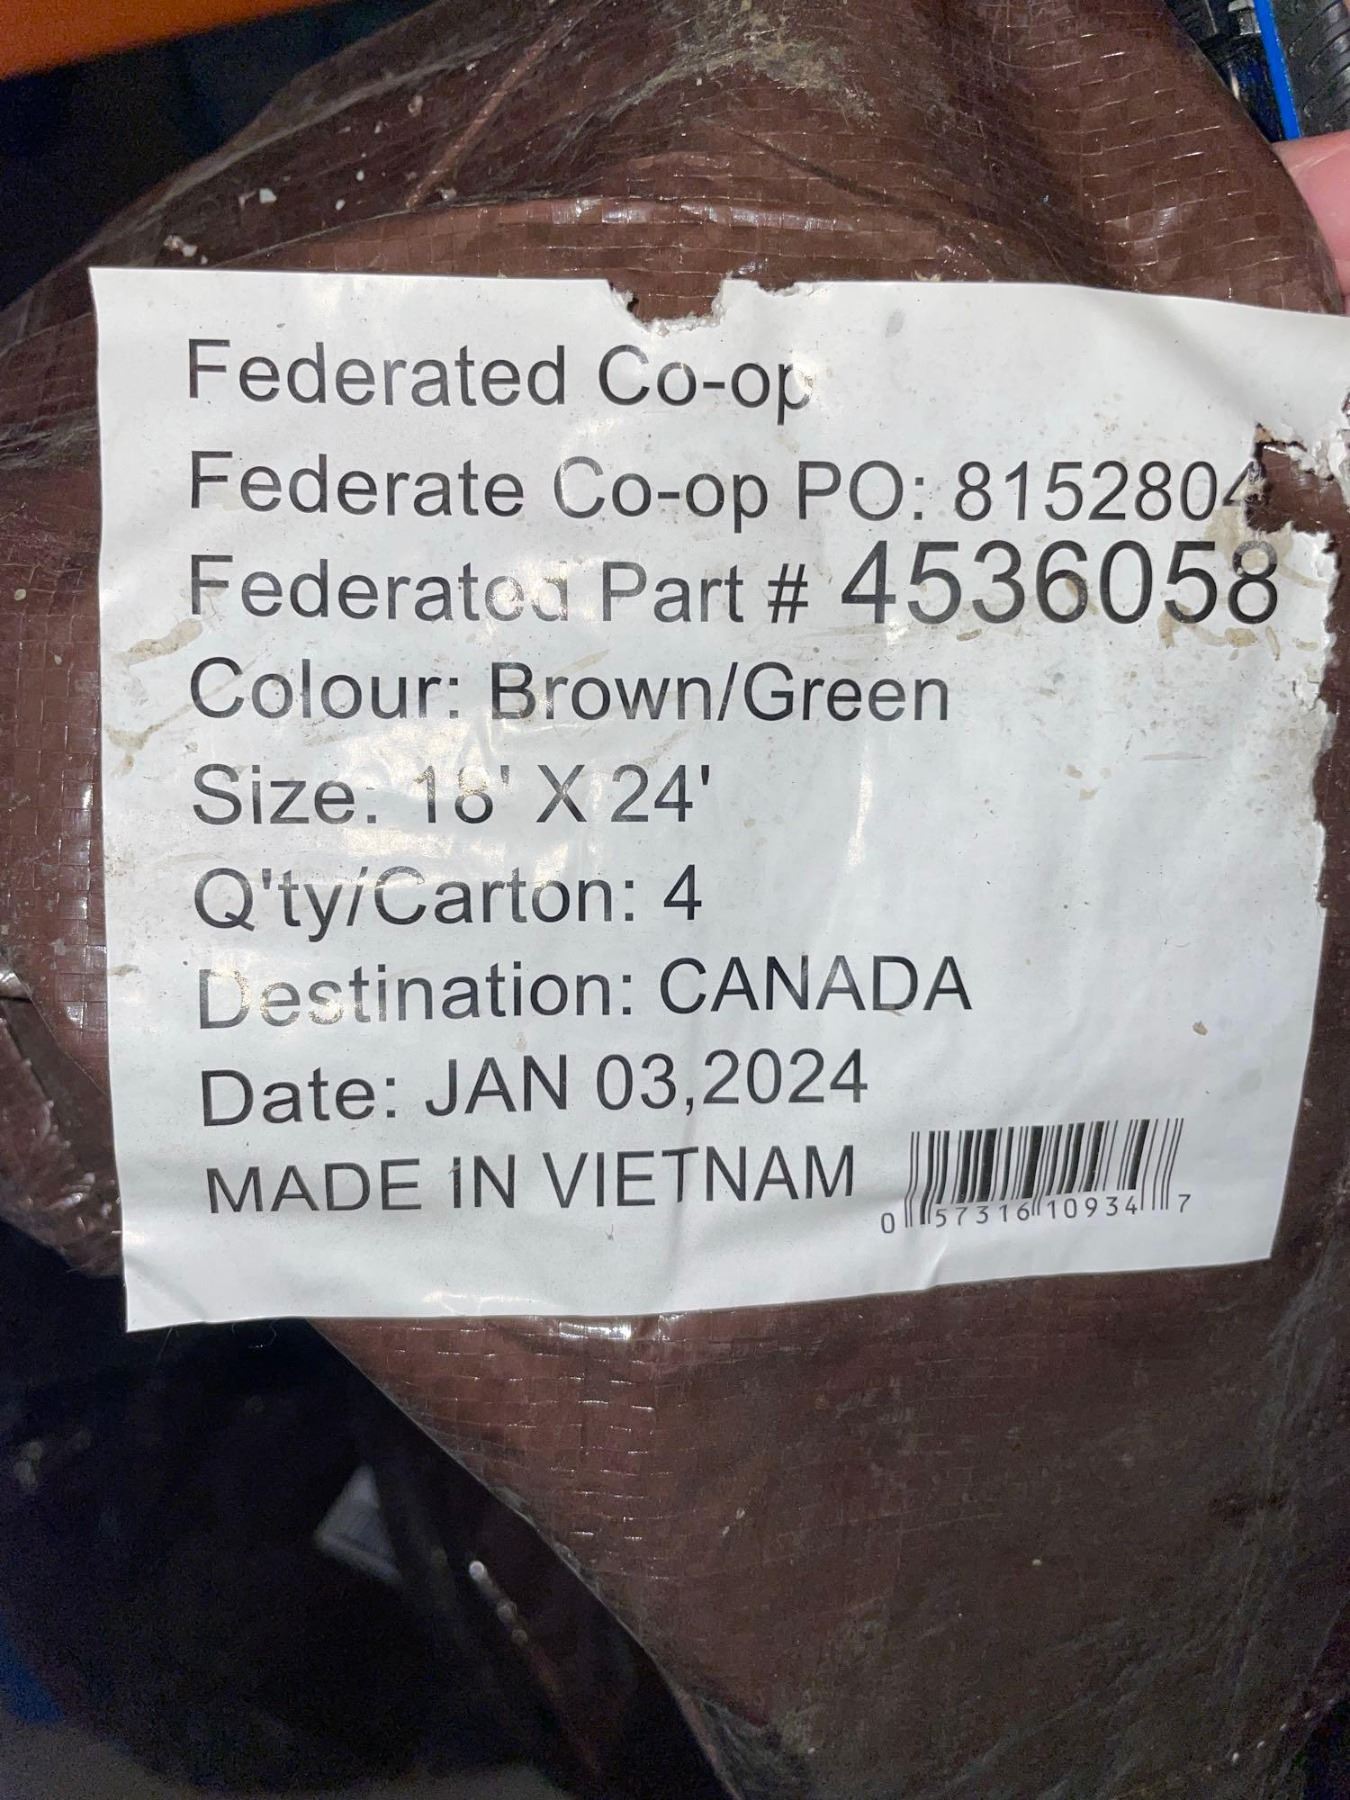 Federated Co-op
Federate Co-op PO: 8152804
Federated Part # 4536058
Colour: Brown/Green
Size: 18' X 24'
Q'ty/Carton: 4
Destination: CANADA
Date: JAN 03,2024
MADE IN VIETNAM
0 57316 10934 7